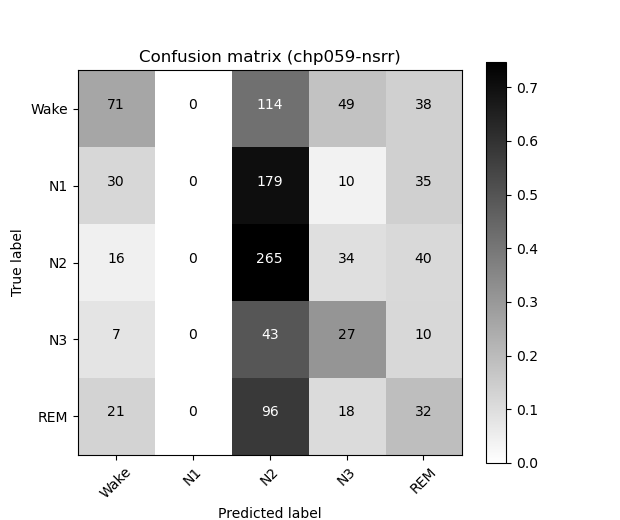 Confusion matrix (chp059-nsrr)
True label
Wake 71 0 114 49 38
N1 30 0 179 10 35
N2 16 0 265 34 40
N3 7 0 43 27 10
REM 21 0 96 18 32
Wake N1 N2 N3 REM
Predicted label
0.7
0.6
0.5
0.4
0.3
0.2
0.1
0.0